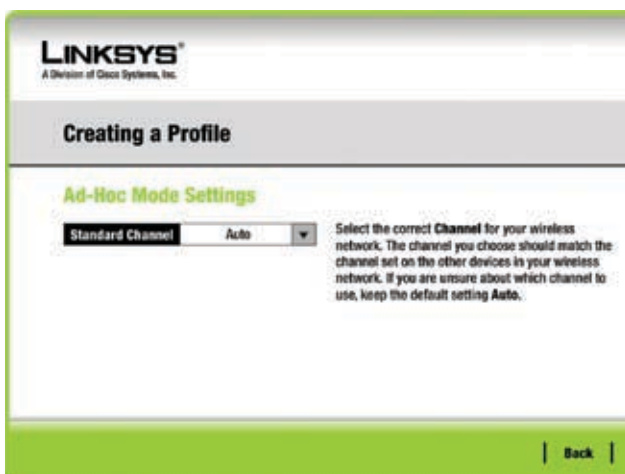 LINKSYS®
A Division of Cisco Systems, Inc.
Creating a Profile
Ad-Hoc Mode Settings
Standard Channel Auto
Select the correct Channel for your wireless
network. The channel you choose should match the
channel set on the other devices in your wireless
network. If you are unsure about which channel to
use, keep the default setting Auto.
Back